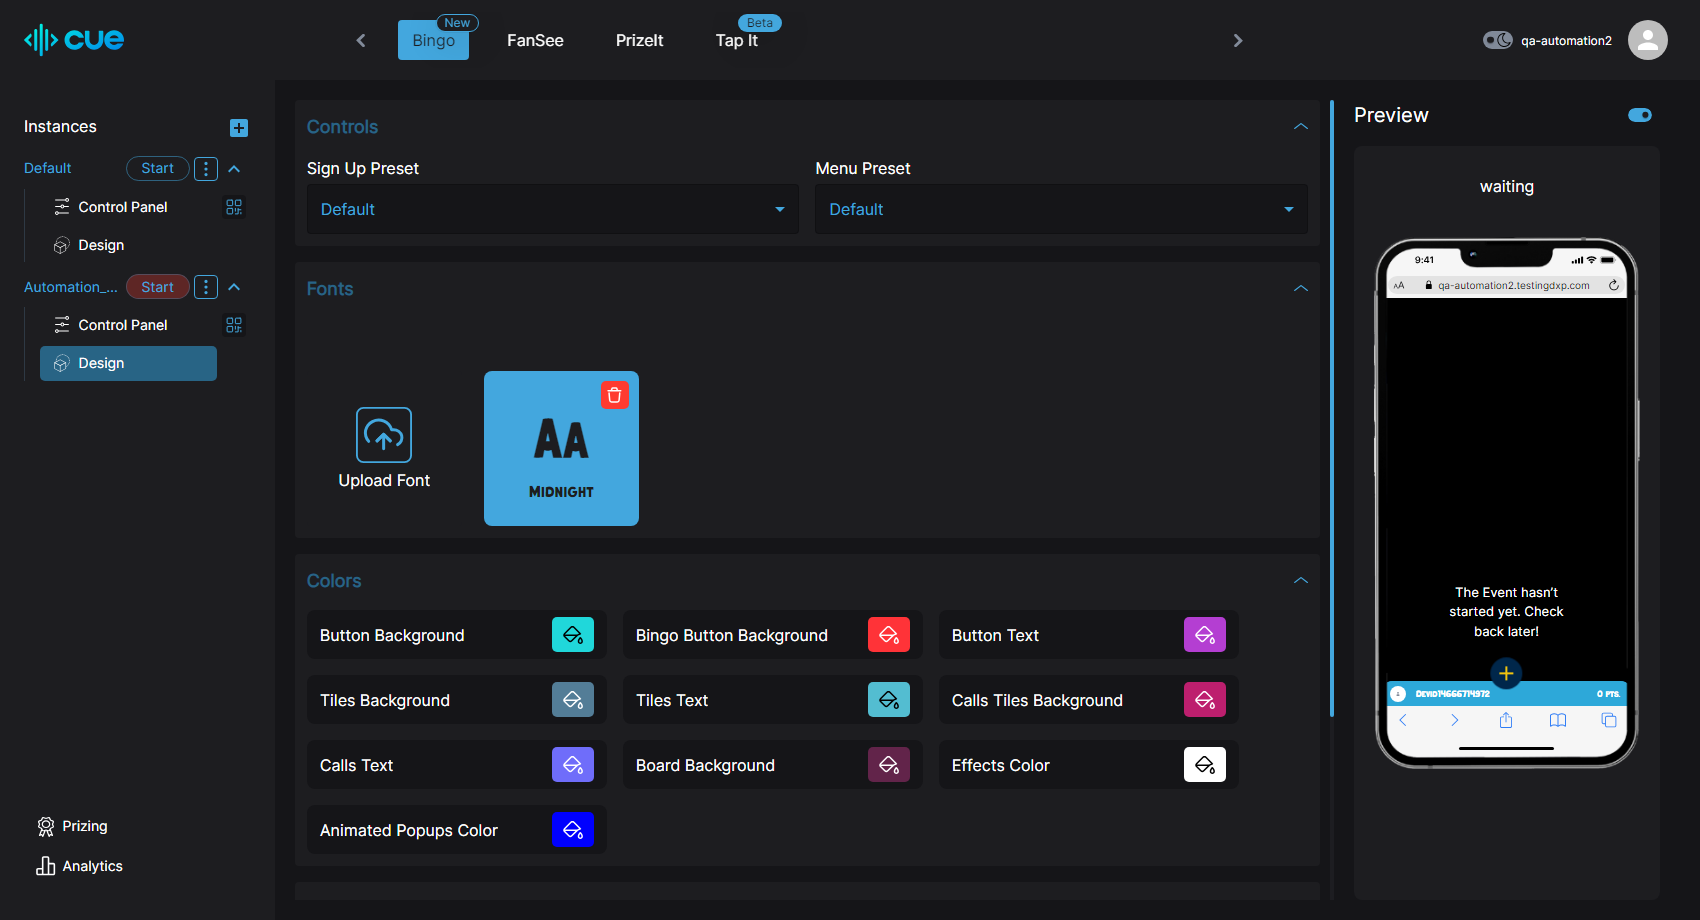 cue
Bingo
New
FanSee
PrizeIt
Tap It
Beta
qa-automation2
Instances
Default
Start
Control Panel
Design
Automation_...
Start
Control Panel
Design
Prizing
Analytics
Controls
Sign Up Preset
Menu Preset
Default
Default
Fonts
Upload Font
AA
MIDNIGHT
Colors
Button Background
Bingo Button Background
Button Text
Tiles Background
Tiles Text
Calls Tiles Background
Calls Text
Board Background
Effects Color
Animated Popups Color
Preview
waiting
9:41
AA
qa-automation2.testingdxp.com
The Event hasn't
started yet. Check
back later!
DEVID14666714972
0 PTS.